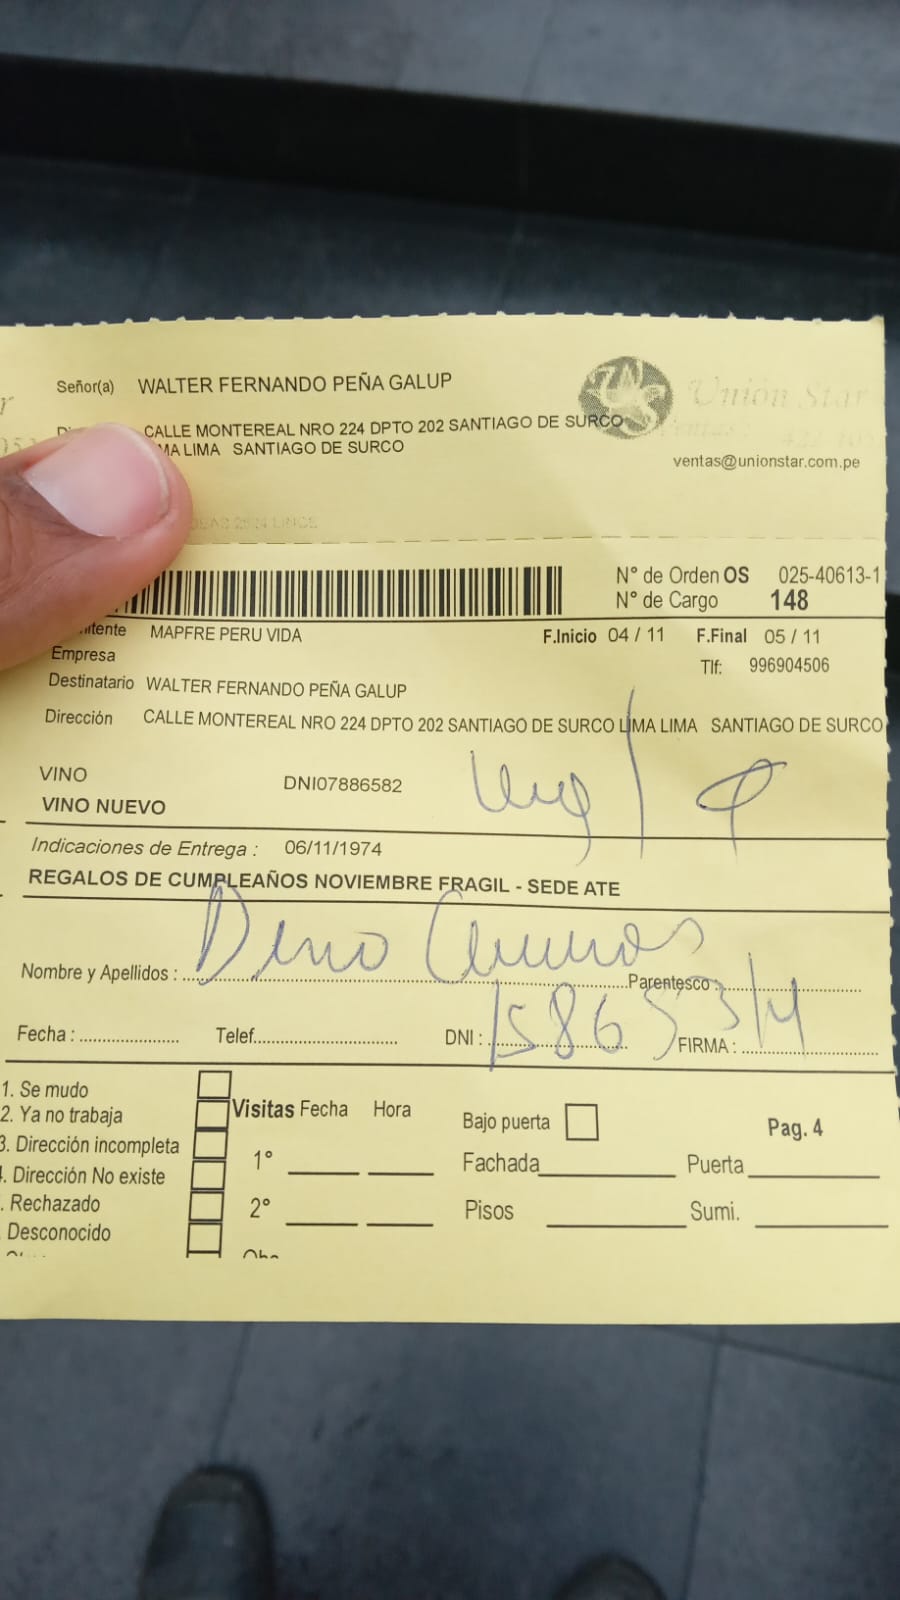 Señor(a) WALTER FERNANDO PEÑA GALUP
Unión Star
CALLE MONTEREAL NRO 224 DPTO 202 SANTIAGO DE SURCO
MA LIMA SANTIAGO DE SURCO
ventas@unionstar.com.pe
N° de Orden OS 025-40613-1
N° de Cargo 148
MAPFRE PERU VIDA
F.Inicio 04 / 11 F.Final 05 / 11
Empresa
Tlf: 996904506
Destinatario WALTER FERNANDO PEÑA GALUP
Dirección CALLE MONTEREAL NRO 224 DPTO 202 SANTIAGO DE SURCO LIMA LIMA SANTIAGO DE SURCO
VINO DNI07886582
VINO NUEVO
Indicaciones de Entrega : 06/11/1974
REGALOS DE CUMPLEAÑOS NOVIEMBRE FRAGIL - SEDE ATE
Nombre y Apellidos : Dino Parentesco :
Fecha : Telef. DNI : FIRMA :
1. Se mudo
2. Ya no trabaja
3. Dirección incompleta
. Dirección No existe
. Rechazado
. Desconocido
Visitas Fecha Hora
1°
2°
Bajo puerta
Pag. 4
Fachada Puerta
Pisos Sumi.